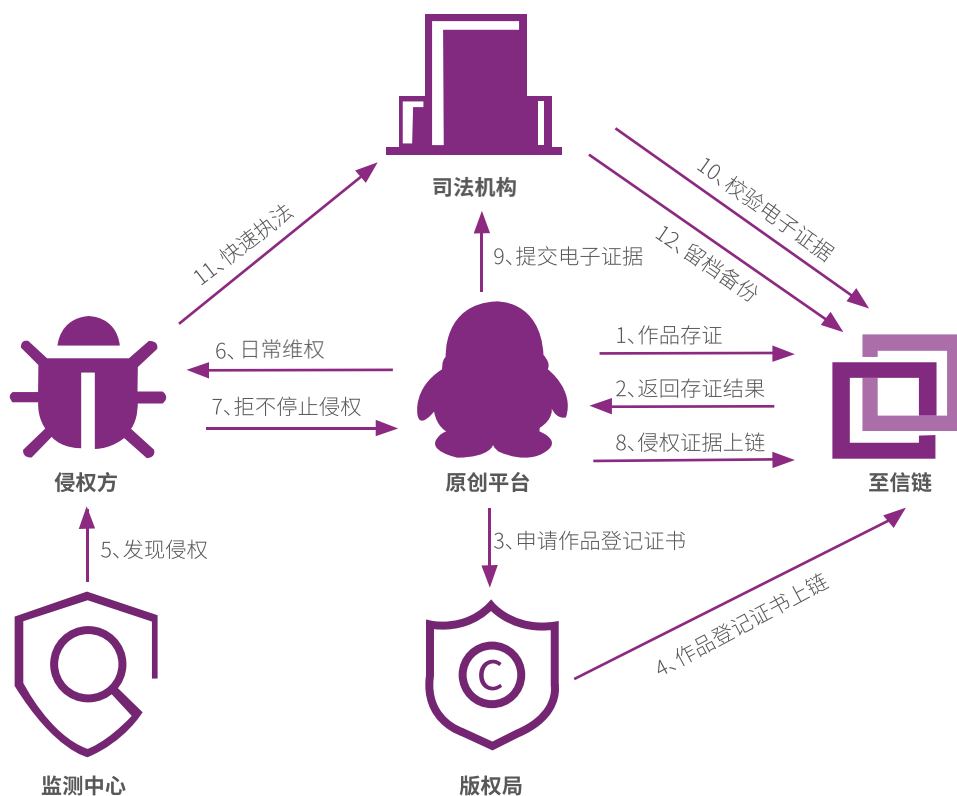 司法机构
10、校验电子证据
12、留档备份
11、快速执法
9、提交电子证据
1、作品存证
6、日常维权
2、返回存证结果
7、拒不停止侵权
8、侵权证据上链
侵权方
原创平台
至信链
3、申请作品登记证书
5、发现侵权
4、作品登记证书上链
C
监测中心
版权局